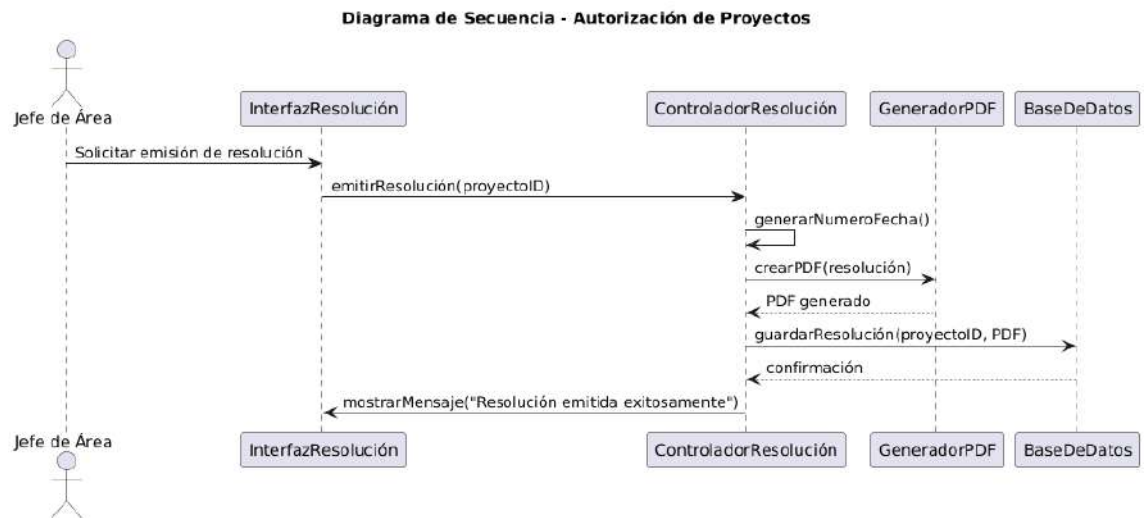 Diagrama de Secuencia - Autorización de Proyectos
Jefe de Área
InterfazResolución
ControladorResolución
GeneradorPDF
BaseDeDatos
Solicitar emisión de resolución
emitirResolución(proyectoID)
generarNumeroFecha()
crearPDF(resolución)
PDF generado
guardarResolución(proyectoID, PDF)
confirmación
mostrarMensaje("Resolución emitida exitosamente")
Jefe de Área
InterfazResolución
ControladorResolución
GeneradorPDF
BaseDeDatos